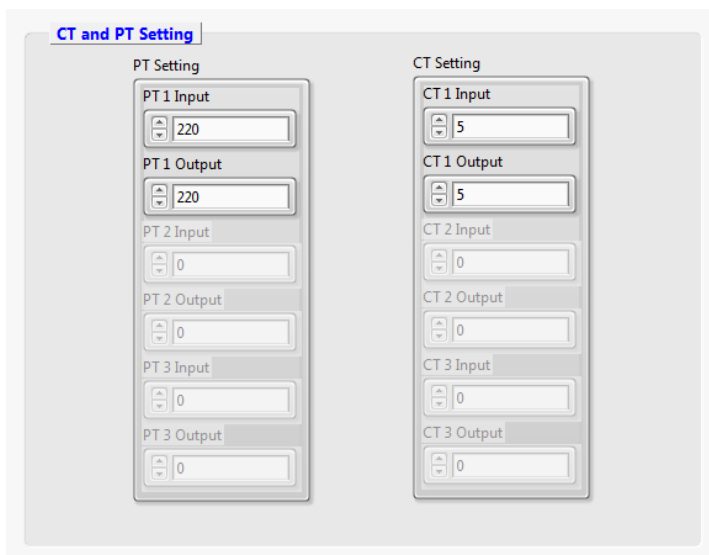 CT and PT Setting
PT Setting
PT 1 Input
220
PT 1 Output
220
PT 2 Input
0
PT 2 Output
0
PT 3 Input
0
PT 3 Output
0
CT Setting
CT 1 Input
5
CT 1 Output
5
CT 2 Input
0
CT 2 Output
0
CT 3 Input
0
CT 3 Output
0